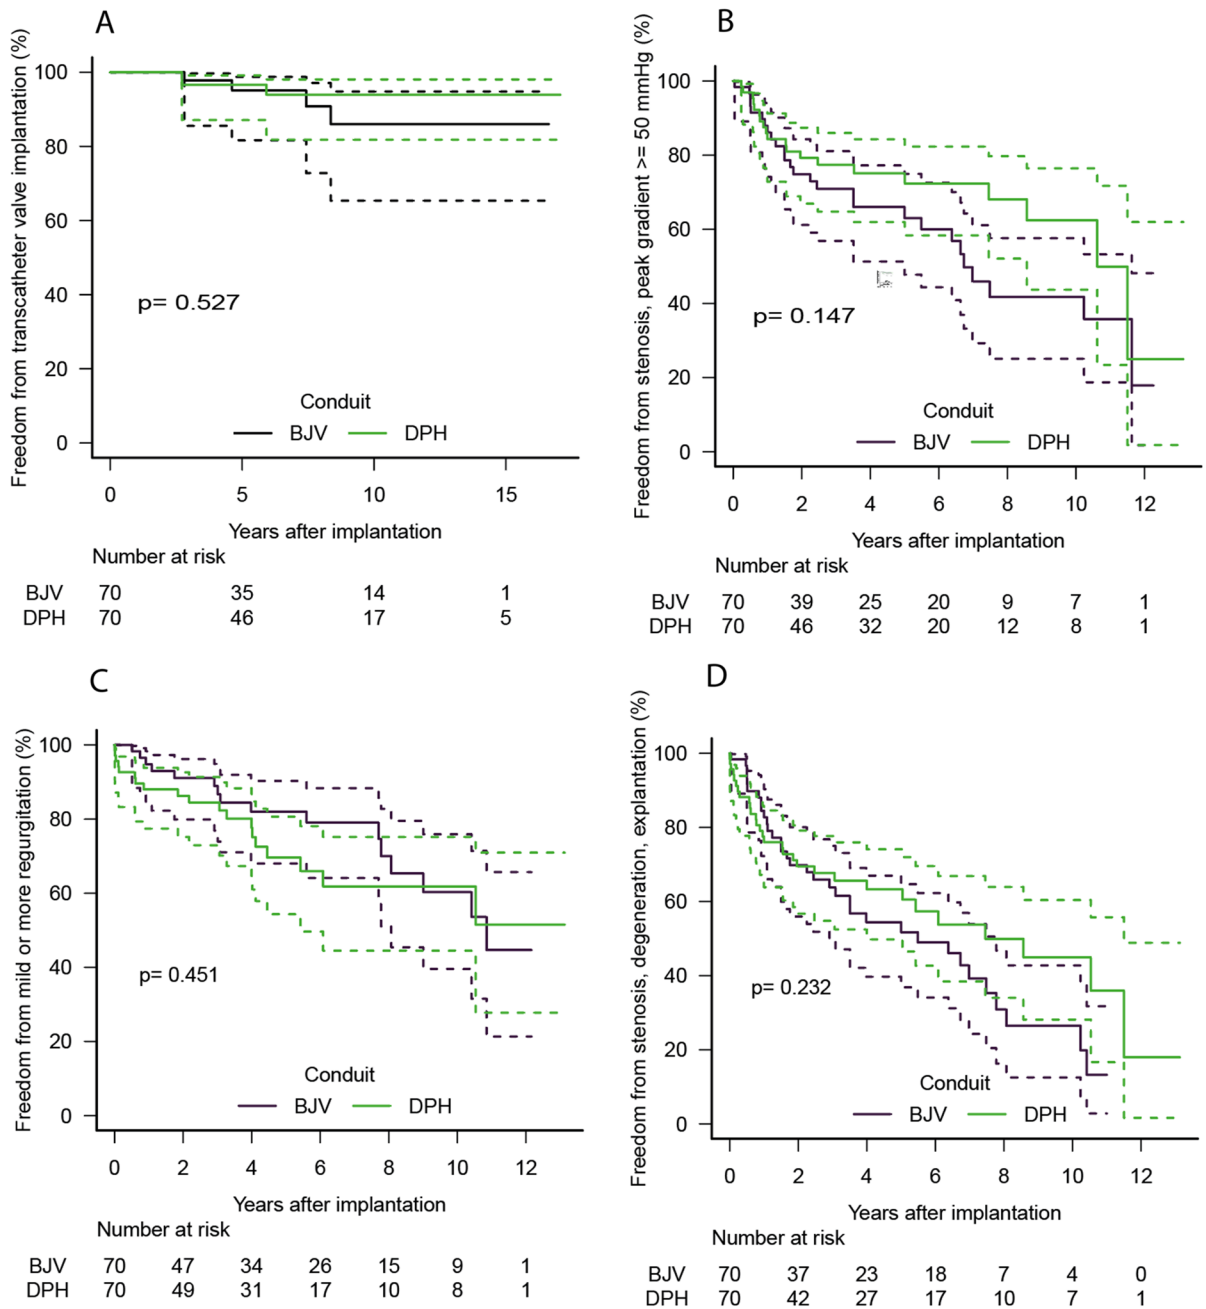 A
Freedom from transcatheter valve implantation (%)
100
80
60
40
20
0
p= 0.527
Conduit
BJV DPH
0 5 10 15
Years after implantation
Number at risk
BJV 70 35 14 1
DPH 70 46 17 5
B
Freedom from stenosis, peak gradient >= 50 mmHg (%)
100
80
60
40
20
0
p= 0.147
Conduit
BJV DPH
0 2 4 6 8 10 12
Years after implantation
Number at risk
BJV 70 39 25 20 9 7 1
DPH 70 46 32 20 12 8 1
C
Freedom from mild or more regurgitation (%)
100
80
60
40
20
0
p= 0.451
Conduit
BJV DPH
0 2 4 6 8 10 12
Years after implantation
Number at risk
BJV 70 47 34 26 15 9 1
DPH 70 49 31 17 10 8 1
D
Freedom from stenosis, degeneration, explantation (%)
100
80
60
40
20
0
p= 0.232
Conduit
BJV DPH
0 2 4 6 8 10 12
Years after implantation
Number at risk
BJV 70 37 23 18 7 4 0
DPH 70 42 27 17 10 7 1